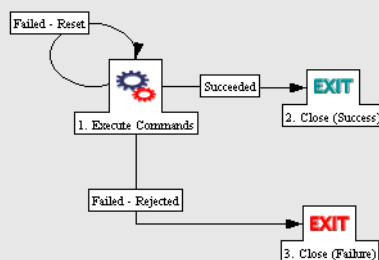 Failed - Reset
Succeeded
EXIT
1. Execute Commands
2. Close (Success)
Failed - Rejected
EXIT
3. Close (Failure)